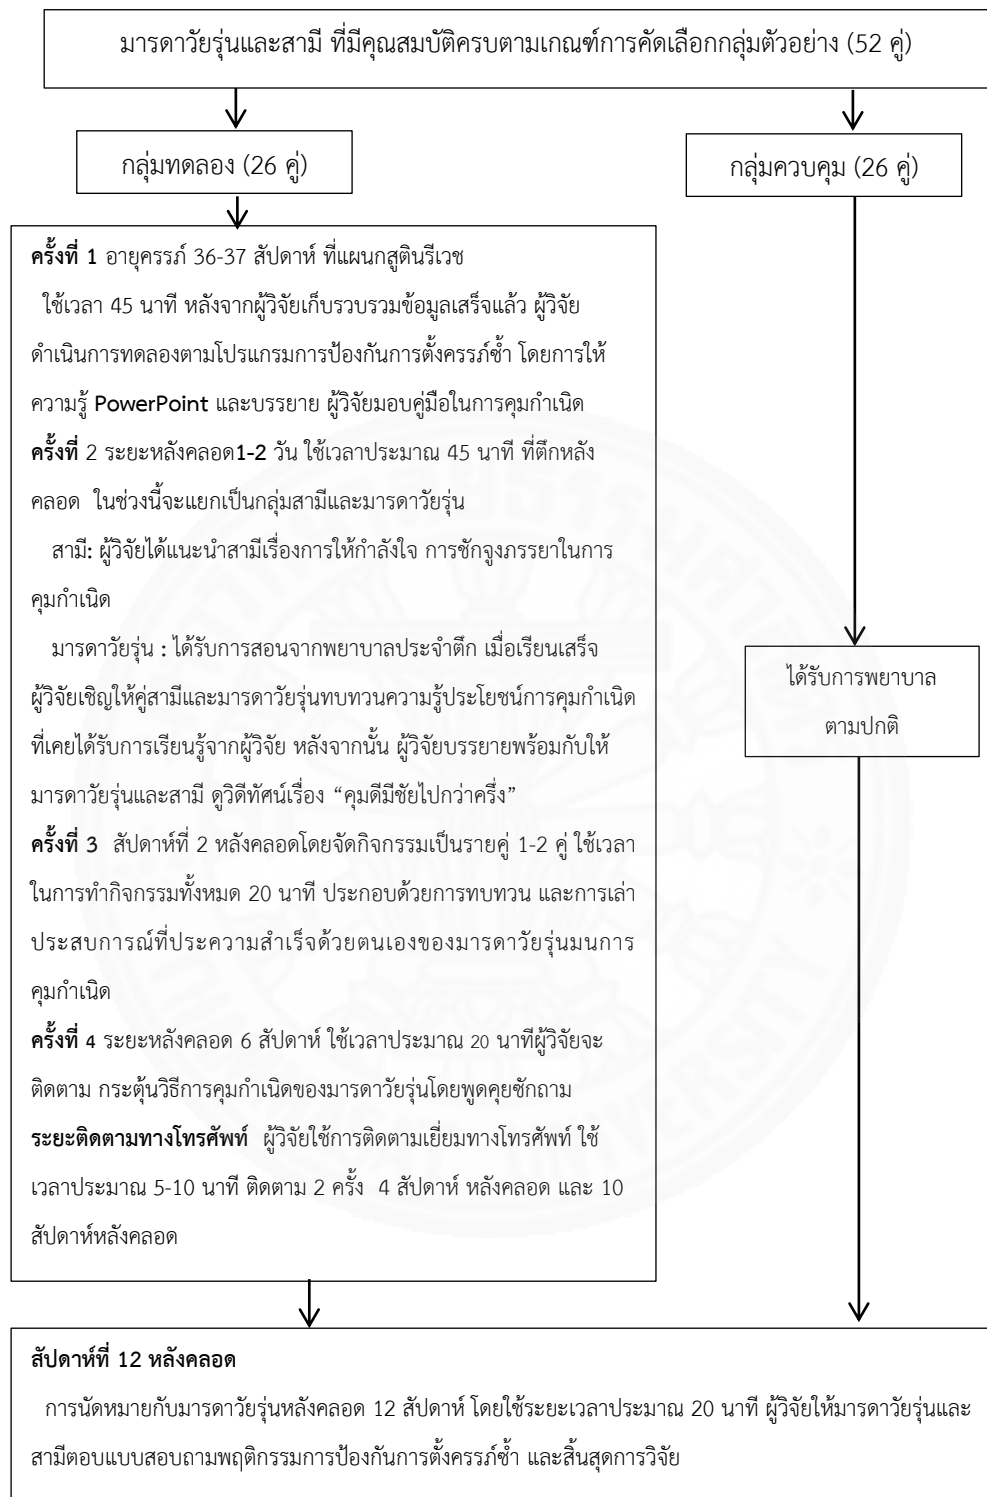 มารดาวัยรุ่นและสามี ที่มีคุณสมบัติครบตามเกณฑ์การคัดเลือกกลุ่มตัวอย่าง (52 คู่)
กลุ่มทดลอง (26 คู่)
กลุ่มควบคุม (26 คู่)
ครั้งที่ 1 อายุครรภ์ 36-37 สัปดาห์ ที่แผนกสูตินรีเวช
ใช้เวลา 45 นาที หลังจากผู้วิจัยเก็บรวบรวมข้อมูลเสร็จแล้ว ผู้วิจัย
ดำเนินการทดลองตามโปรแกรมการป้องกันการตั้งครรภ์ซ้ำ โดยการให้
ความรู้ PowerPoint และบรรยาย ผู้วิจัยมอบคู่มือในการคุมกำเนิด
ครั้งที่ 2 ระยะหลังคลอด1-2 วัน ใช้เวลาประมาณ 45 นาที ที่ตึกหลัง
คลอด ในช่วงนี้จะแยกเป็นกลุ่มสามีและมารดาวัยรุ่น
สามี: ผู้วิจัยได้แนะนำสามีเรื่องการให้กำลังใจ การชักจูงภรรยาในการ
คุมกำเนิด
มารดาวัยรุ่น : ได้รับการสอนจากพยาบาลประจำตึก เมื่อเรียนเสร็จ
ผู้วิจัยเชิญให้คู่สามีและมารดาวัยรุ่นทบทวนความรู้ประโยชน์การคุมกำเนิด
ที่เคยได้รับการเรียนรู้จากผู้วิจัย หลังจากนั้น ผู้วิจัยบรรยายพร้อมกับให้
มารดาวัยรุ่นและสามี ดูวิดีทัศน์เรื่อง “คุมดีมีชัยไปกว่าครึ่ง”
ครั้งที่ 3 สัปดาห์ที่ 2 หลังคลอดโดยจัดกิจกรรมเป็นรายคู่ 1-2 คู่ ใช้เวลา
ในการทำกิจกรรมทั้งหมด 20 นาที ประกอบด้วยการทบทวน และการเล่า
ประสบการณ์ที่ประความสำเร็จด้วยตนเองของมารดาวัยรุ่นมนการ
คุมกำเนิด
ครั้งที่ 4 ระยะหลังคลอด 6 สัปดาห์ ใช้เวลาประมาณ 20 นาทีผู้วิจัยจะ
ติดตาม กระตุ้นวิธีการคุมกำเนิดของมารดาวัยรุ่นโดยพูดคุยซักถาม
ระยะติดตามทางโทรศัพท์ ผู้วิจัยใช้การติดตามเยี่ยมทางโทรศัพท์ ใช้
เวลาประมาณ 5-10 นาที ติดตาม 2 ครั้ง 4 สัปดาห์ หลังคลอด และ 10
สัปดาห์หลังคลอด
ได้รับการพยาบาล
ตามปกติ
สัปดาห์ที่ 12 หลังคลอด
การนัดหมายกับมารดาวัยรุ่นหลังคลอด 12 สัปดาห์ โดยใช้ระยะเวลาประมาณ 20 นาที ผู้วิจัยให้มารดาวัยรุ่นและ
สามีตอบแบบสอบถามพฤติกรรมการป้องกันการตั้งครรภ์ซ้ำ และสิ้นสุดการวิจัย